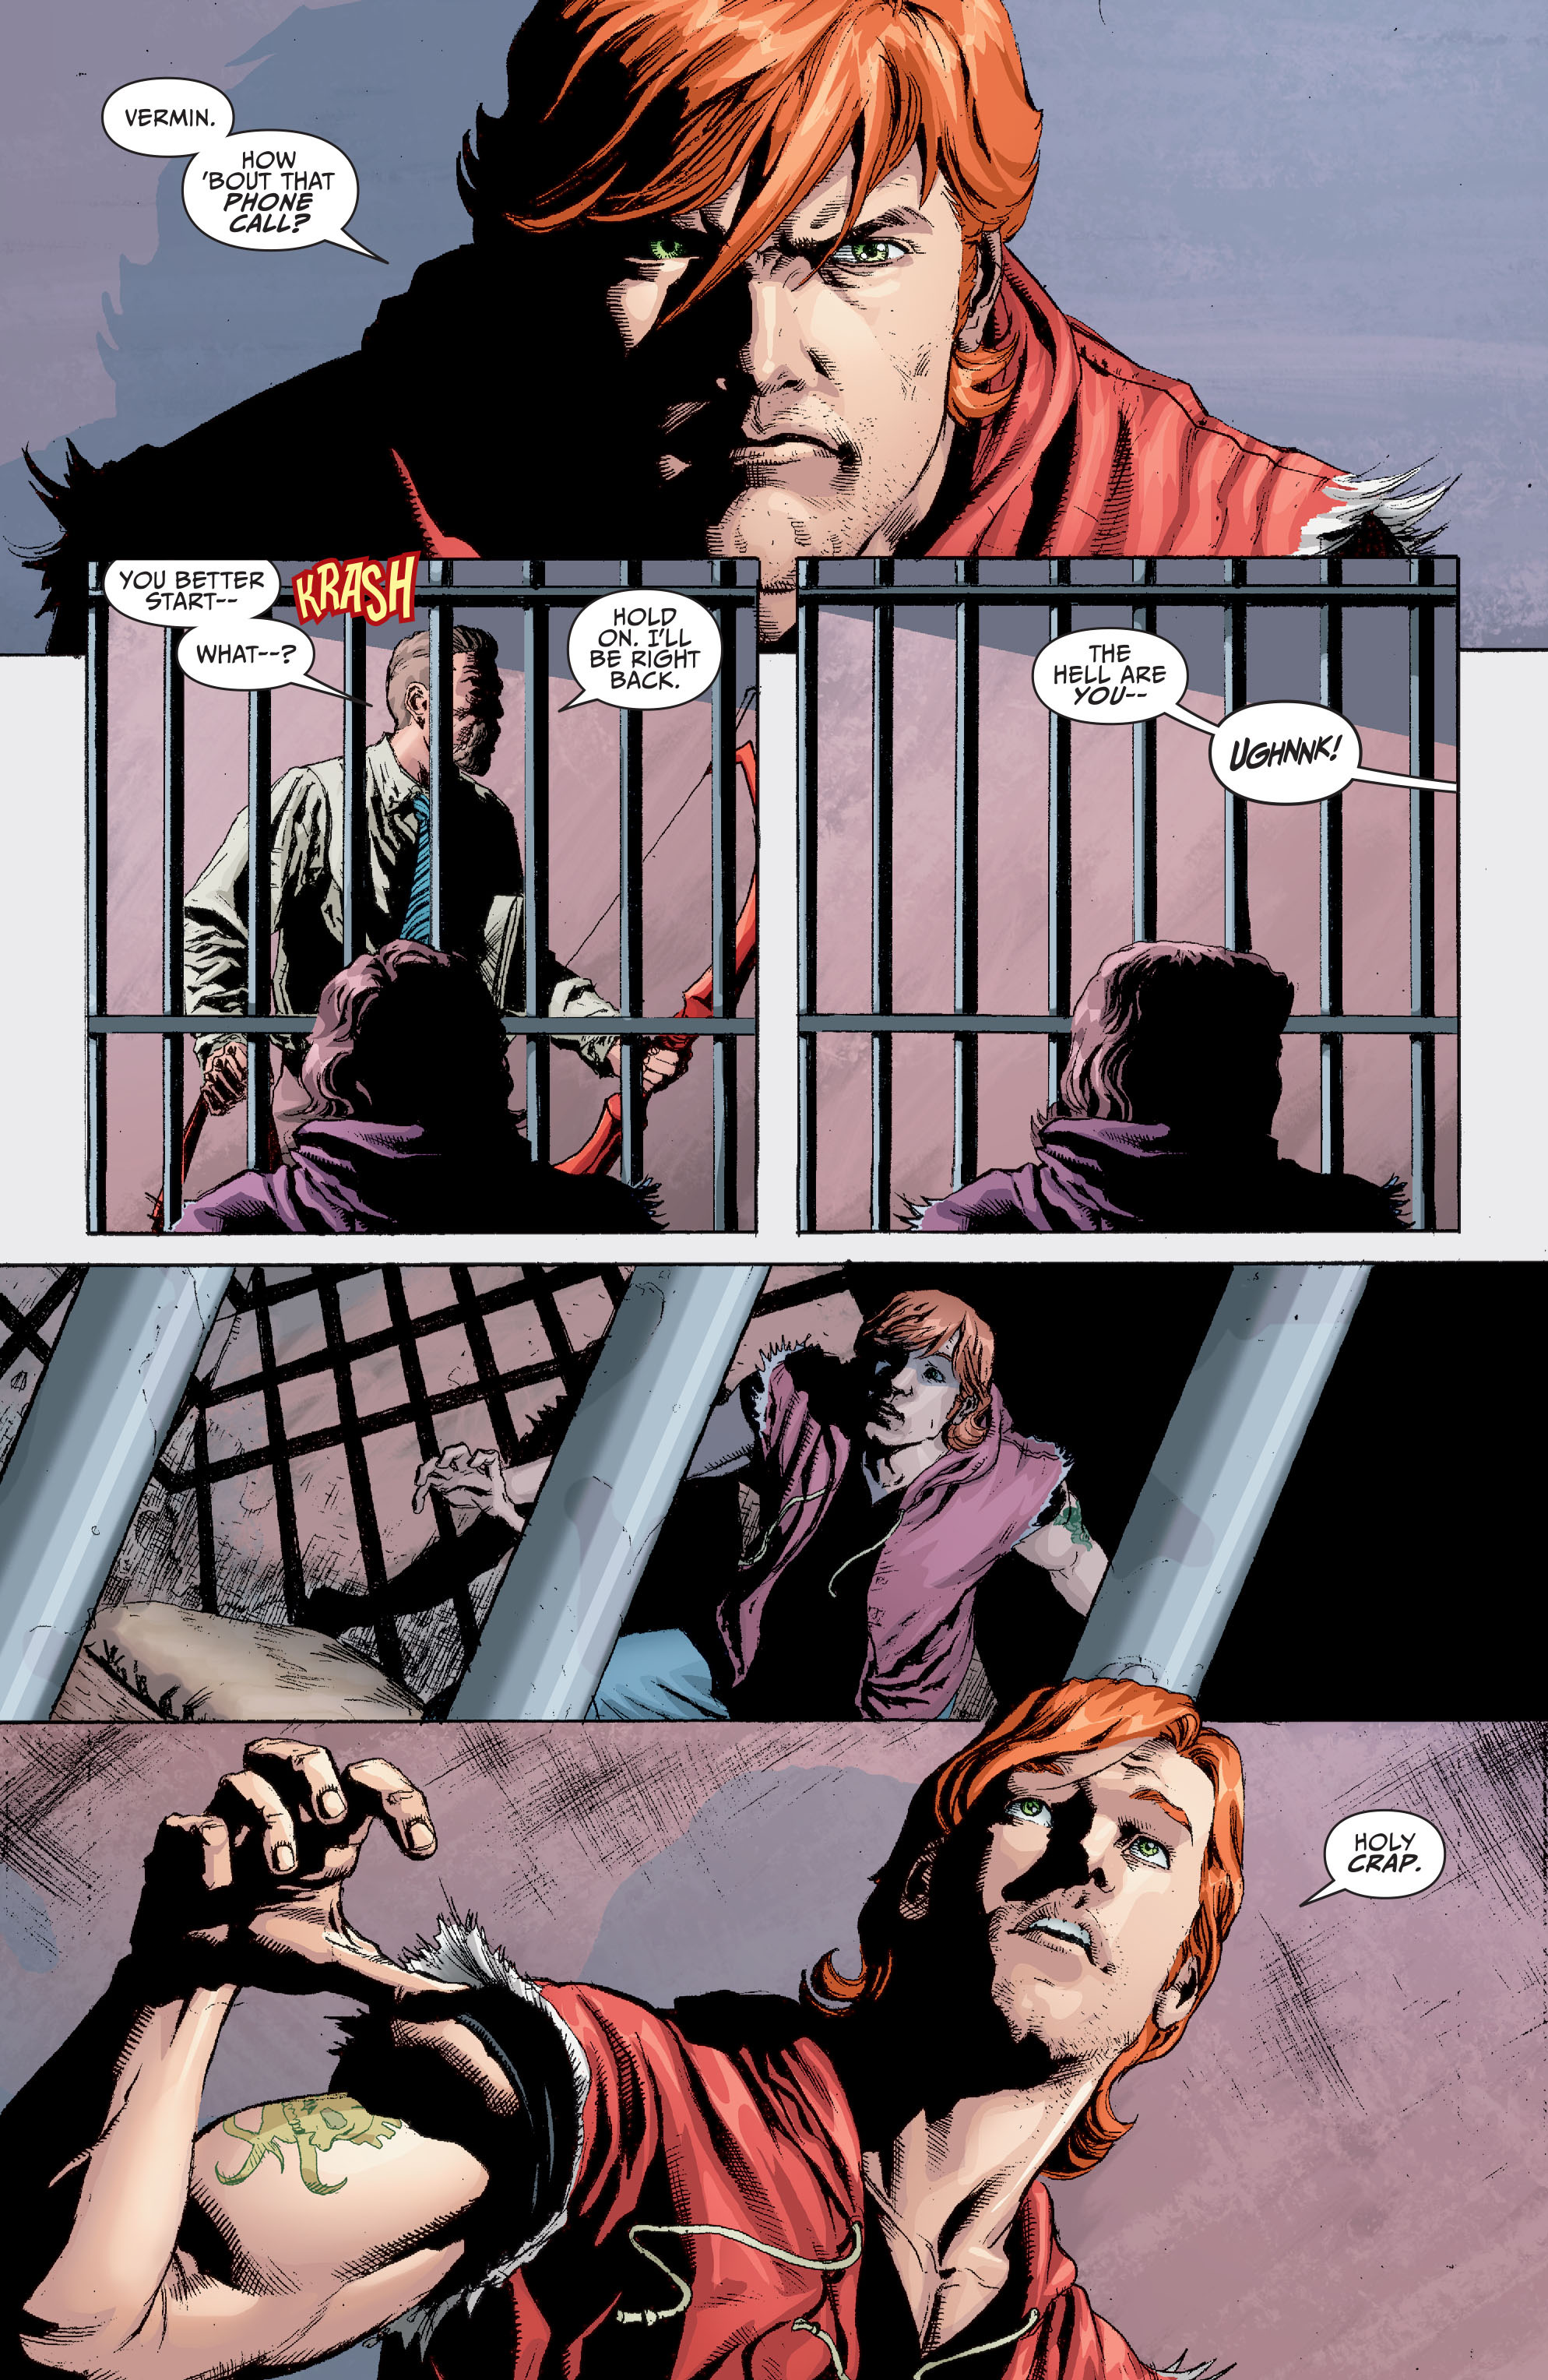 VERMIN.
HOW
'BOUT THAT
PHONE
CALL?
YOU BETTER
START--
KRASH
WHAT--?
HOLD
ON. I'LL
BE RIGHT
BACK.
THE
HELL ARE
YOU--
UGHNNK!
HOLY
CRAP.